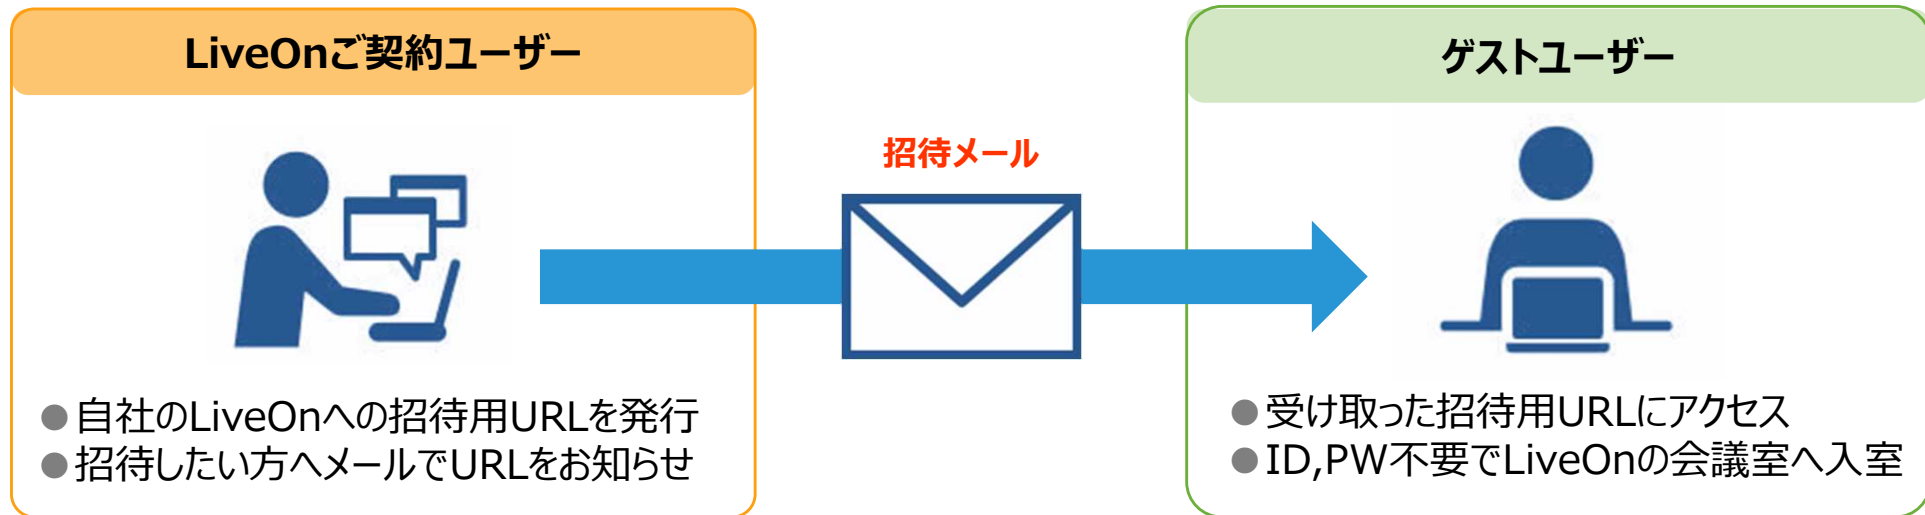 LiveOnご契約ユーザー
ゲストユーザー
招待メール
●自社のLiveOnへの招待用URLを発行
●招待したい方へメールでURLをお知らせ
●受け取った招待用URLにアクセス
●ID,PW不要でLiveOnの会議室へ入室